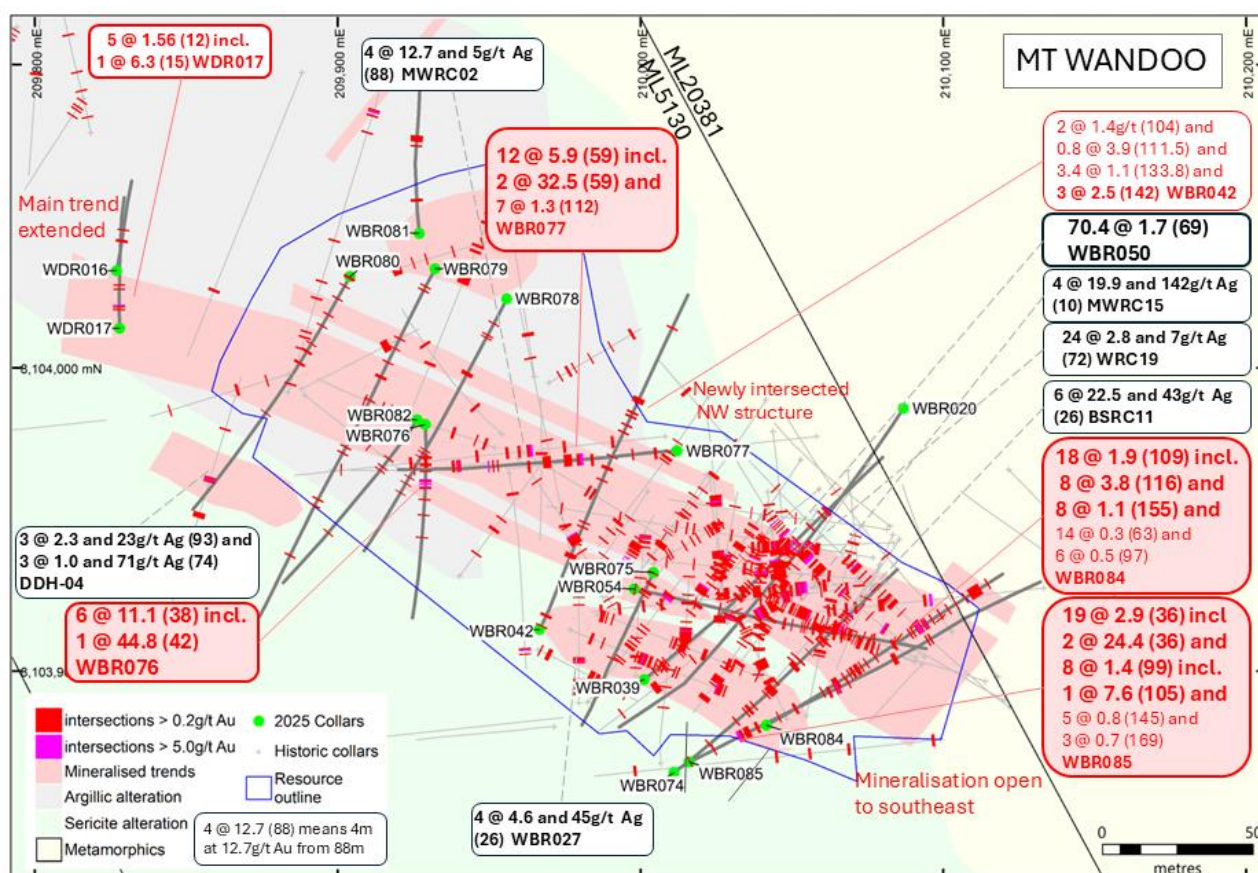 209,800 mE
209,900 mE
210,100 mE
210,200 mE
MT WANDOO
ML20381
ML5130
5 @ 1.56 (12) incl.
1 @ 6.3 (15) WDR017
4 @ 12.7 and 5g/t Ag
(88) MWRC02
12 @ 5.9 (59) incl.
2 @ 32.5 (59) and
7 @ 1.3 (112)
WBR077
2 @ 1.4g/t (104) and
0.8 @ 3.9 (111.5) and
3.4 @ 1.1 (133.8) and
3 @ 2.5 (142) WBR042
70.4 @ 1.7 (69)
WBR050
4 @ 19.9 and 142g/t Ag
(10) MWRC15
24 @ 2.8 and 7g/t Ag
(72) WRC19
6 @ 22.5 and 43g/t Ag
(26) BSRC11
18 @ 1.9 (109) incl.
8 @ 3.8 (116) and
8 @ 1.1 (155) and
14 @ 0.3 (63) and
6 @ 0.5 (97)
WBR084
19 @ 2.9 (36) incl
2 @ 24.4 (36) and
8 @ 1.4 (99) incl.
1 @ 7.6 (105) and
5 @ 0.8 (145) and
3 @ 0.7 (169)
WBR085
Main trend
extended
WDR016
WDR017
WBR081
WBR080
WBR079
WBR078
8,104,000 mN
Newly intersected
NW structure
WBR020
WBR082
WBR076
WBR077
3 @ 2.3 and 23g/t Ag (93) and
3 @ 1.0 and 71g/t Ag (74)
DDH-04
6 @ 11.1 (38) incl.
1 @ 44.8 (42)
WBR076
WBR075
WBR054
WBR042
WBR039
WBR084
WBR085
WBR074
Mineralisation open
to southeast
4 @ 4.6 and 45g/t Ag
(26) WBR027
intersections > 0.2g/t Au
intersections > 5.0g/t Au
Mineralised trends
Argillic alteration
Sericite alteration
Metamorphics
2025 Collars
Historic collars
Resource
outline
4 @ 12.7 (88) means 4m
at 12.7g/t Au from 88m
0
50
metres